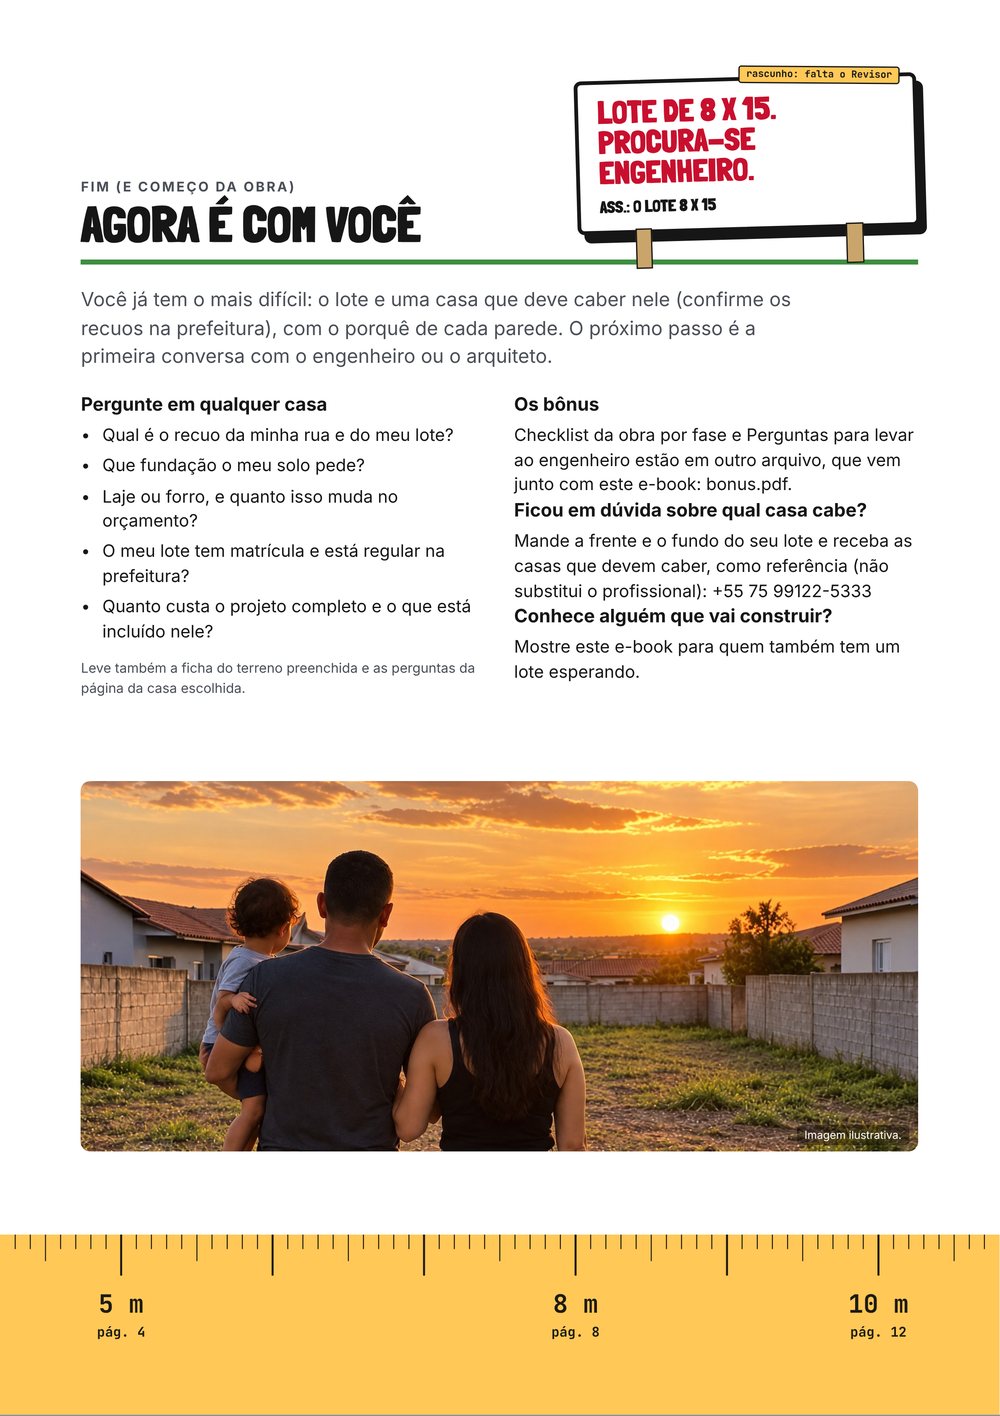 rascunho: falta o Revisor
LOTE DE 8 X 15.
PROCURA-SE
ENGENHEIRO.
ASS.: O LOTE 8 X 15
FIM (E COMEÇO DA OBRA)
AGORA É COM VOCÊ
Você já tem o mais difícil: o lote e uma casa que deve caber nele (confirme os
recuos na prefeitura), com o porquê de cada parede. O próximo passo é a
primeira conversa com o engenheiro ou o arquiteto.
Pergunte em qualquer casa
• Qual é o recuo da minha rua e do meu lote?
• Que fundação o meu solo pede?
• Laje ou forro, e quanto isso muda no
orçamento?
• O meu lote tem matrícula e está regular na
prefeitura?
• Quanto custa o projeto completo e o que está
incluído nele?
Leve também a ficha do terreno preenchida e as perguntas da
página da casa escolhida.
Os bônus
Checklist da obra por fase e Perguntas para levar
ao engenheiro estão em outro arquivo, que vem
junto com este e-book: bonus.pdf.
Ficou em dúvida sobre qual casa cabe?
Mande a frente e o fundo do seu lote e receba as
casas que devem caber, como referência (não
substitui o profissional): +55 75 99122-5333
Conhece alguém que vai construir?
Mostre este e-book para quem também tem um
lote esperando.
Imagem ilustrativa.
5 m
pág. 4
8 m
pág. 8
10 m
pág. 12